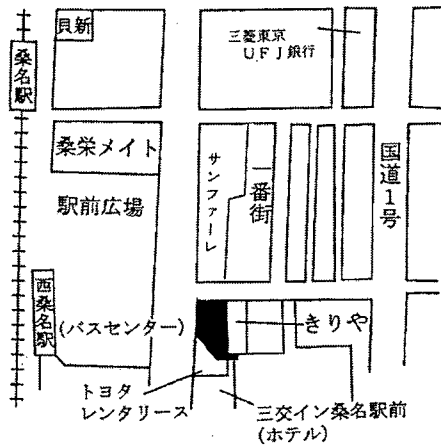 貝新
三菱東京
UFJ銀行
桑名駅
桑栄メイト
サンファーレ
一番街
国道1号
駅前広場
西桑名駅
(バスセンター)
きりや
トヨタ
レンタリース
三交イン桑名駅前
(ホテル)